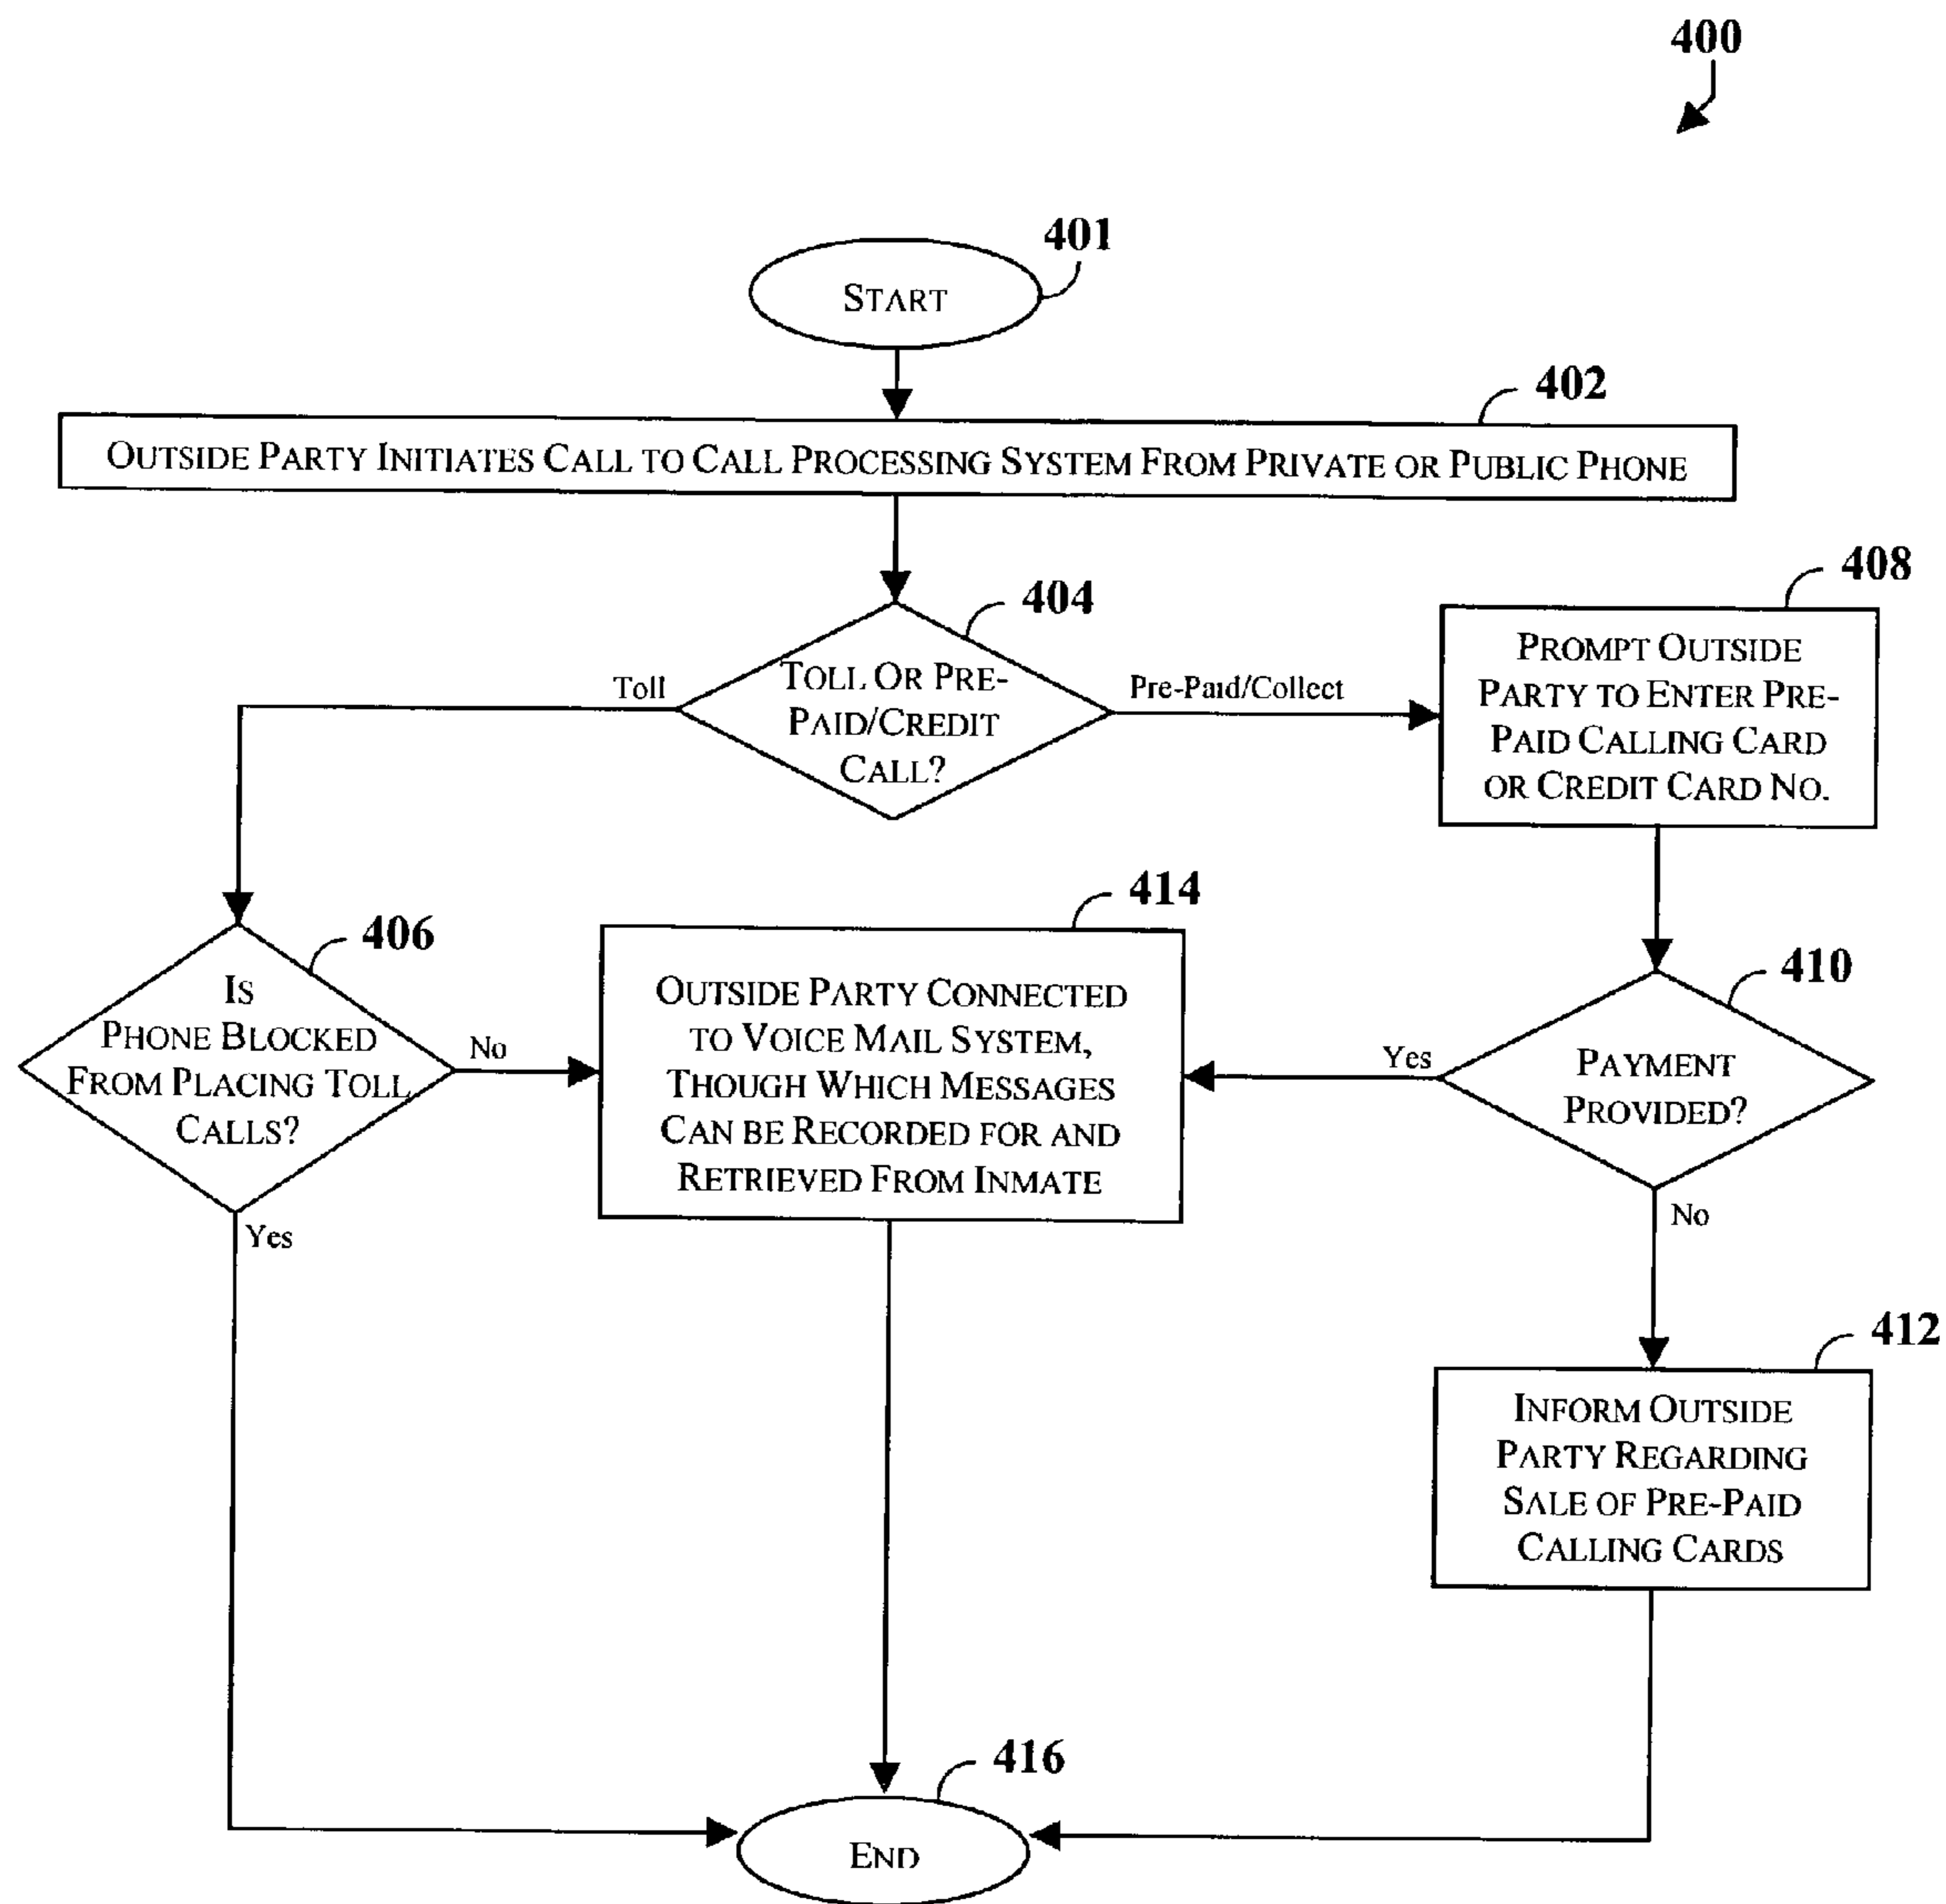 400
401
START
402
OUTSIDE PARTY INITIATES CALL TO CALL PROCESSING SYSTEM FROM PRIVATE OR PUBLIC PHONE
404
TOLL OR PRE-
PAID/CREDIT
CALL?
Toll
Pre-Paid/Collect
408
PROMPT OUTSIDE
PARTY TO ENTER PRE-
PAID CALLING CARD
OR CREDIT CARD NO.
406
IS
PHONE BLOCKED
FROM PLACING TOLL
CALLS?
No
Yes
414
OUTSIDE PARTY CONNECTED
TO VOICE MAIL SYSTEM,
THOUGH WHICH MESSAGES
CAN BE RECORDED FOR AND
RETRIEVED FROM INMATE
410
PAYMENT
PROVIDED?
Yes
No
412
INFORM OUTSIDE
PARTY REGARDING
SALE OF PRE-PAID
CALLING CARDS
416
END